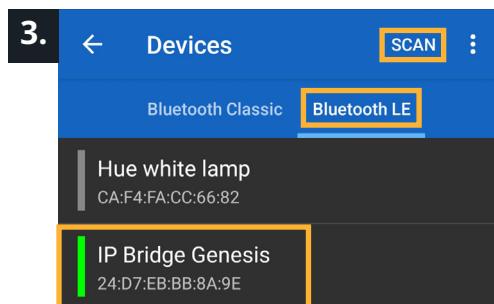 3.
Devices
SCAN
Bluetooth Classic
Bluetooth LE
Hue white lamp
CA:F4:FA:CC:66:82
IP Bridge Genesis
24:D7:EB:BB:8A:9E